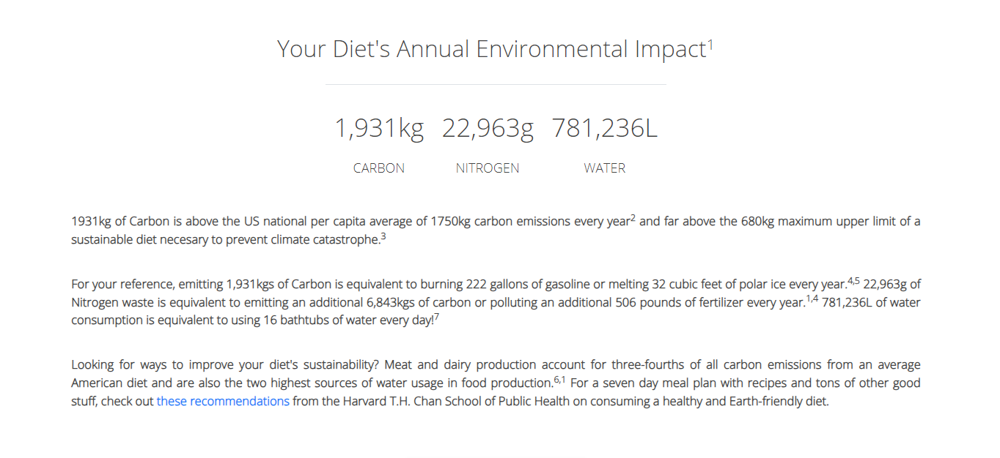 Your Diet's Annual Environmental Impact1
1,931kg 22,963g 781,236L
CARBON NITROGEN WATER
1931kg of Carbon is above the US national per capita average of 1750kg carbon emissions every year2 and far above the 680kg maximum upper limit of a
sustainable diet necesary to prevent climate catastrophe.3
For your reference, emitting 1,931kgs of Carbon is equivalent to burning 222 gallons of gasoline or melting 32 cubic feet of polar ice every year.4,5 22,963g of
Nitrogen waste is equivalent to emitting an additional 6,843kgs of carbon or polluting an additional 506 pounds of fertilizer every year.1,4 781,236L of water
consumption is equivalent to using 16 bathtubs of water every day!7
Looking for ways to improve your diet's sustainability? Meat and dairy production account for three-fourths of all carbon emissions from an average
American diet and are also the two highest sources of water usage in food production.6,1 For a seven day meal plan with recipes and tons of other good
stuff, check out these recommendations from the Harvard T.H. Chan School of Public Health on consuming a healthy and Earth-friendly diet.